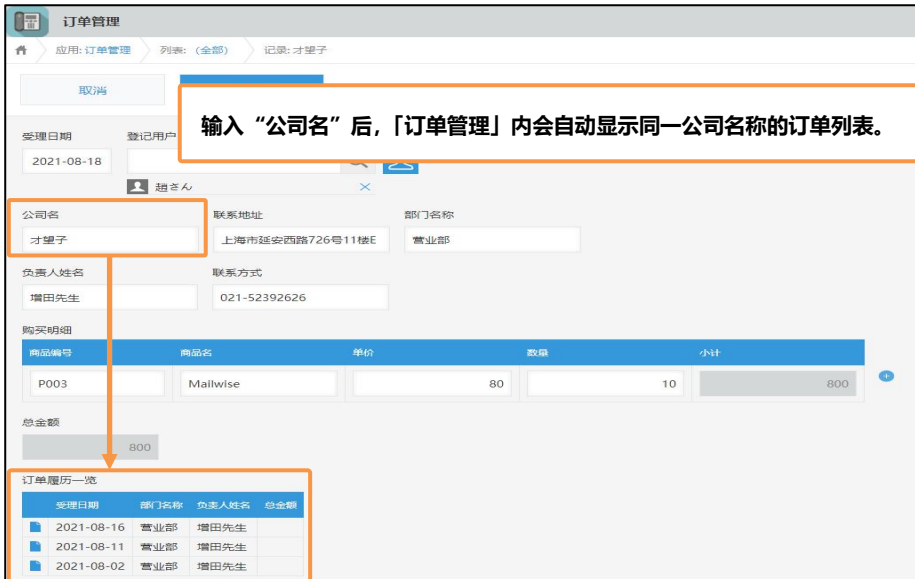 订单管理
应用: 订单管理 列表: (全部) 记录: 才望子
取消
输入“公司名”后，「订单管理」内会自动显示同一公司名称的订单列表。
受理日期 登记用户
2021-08-18
趙さん
公司名 联系地址 部门名称
才望子 上海市延安西路726号11楼E 营业部
负责人姓名 联系方式
增田先生 021-52392626
购买明细
商品编号 商品名 单价 数量 小计
P003 Mailwise 80 10 800
总金额
800
订单履历一览
受理日期 部门名称 负责人姓名 总金额
2021-08-16 营业部 增田先生
2021-08-11 营业部 增田先生
2021-08-02 营业部 增田先生